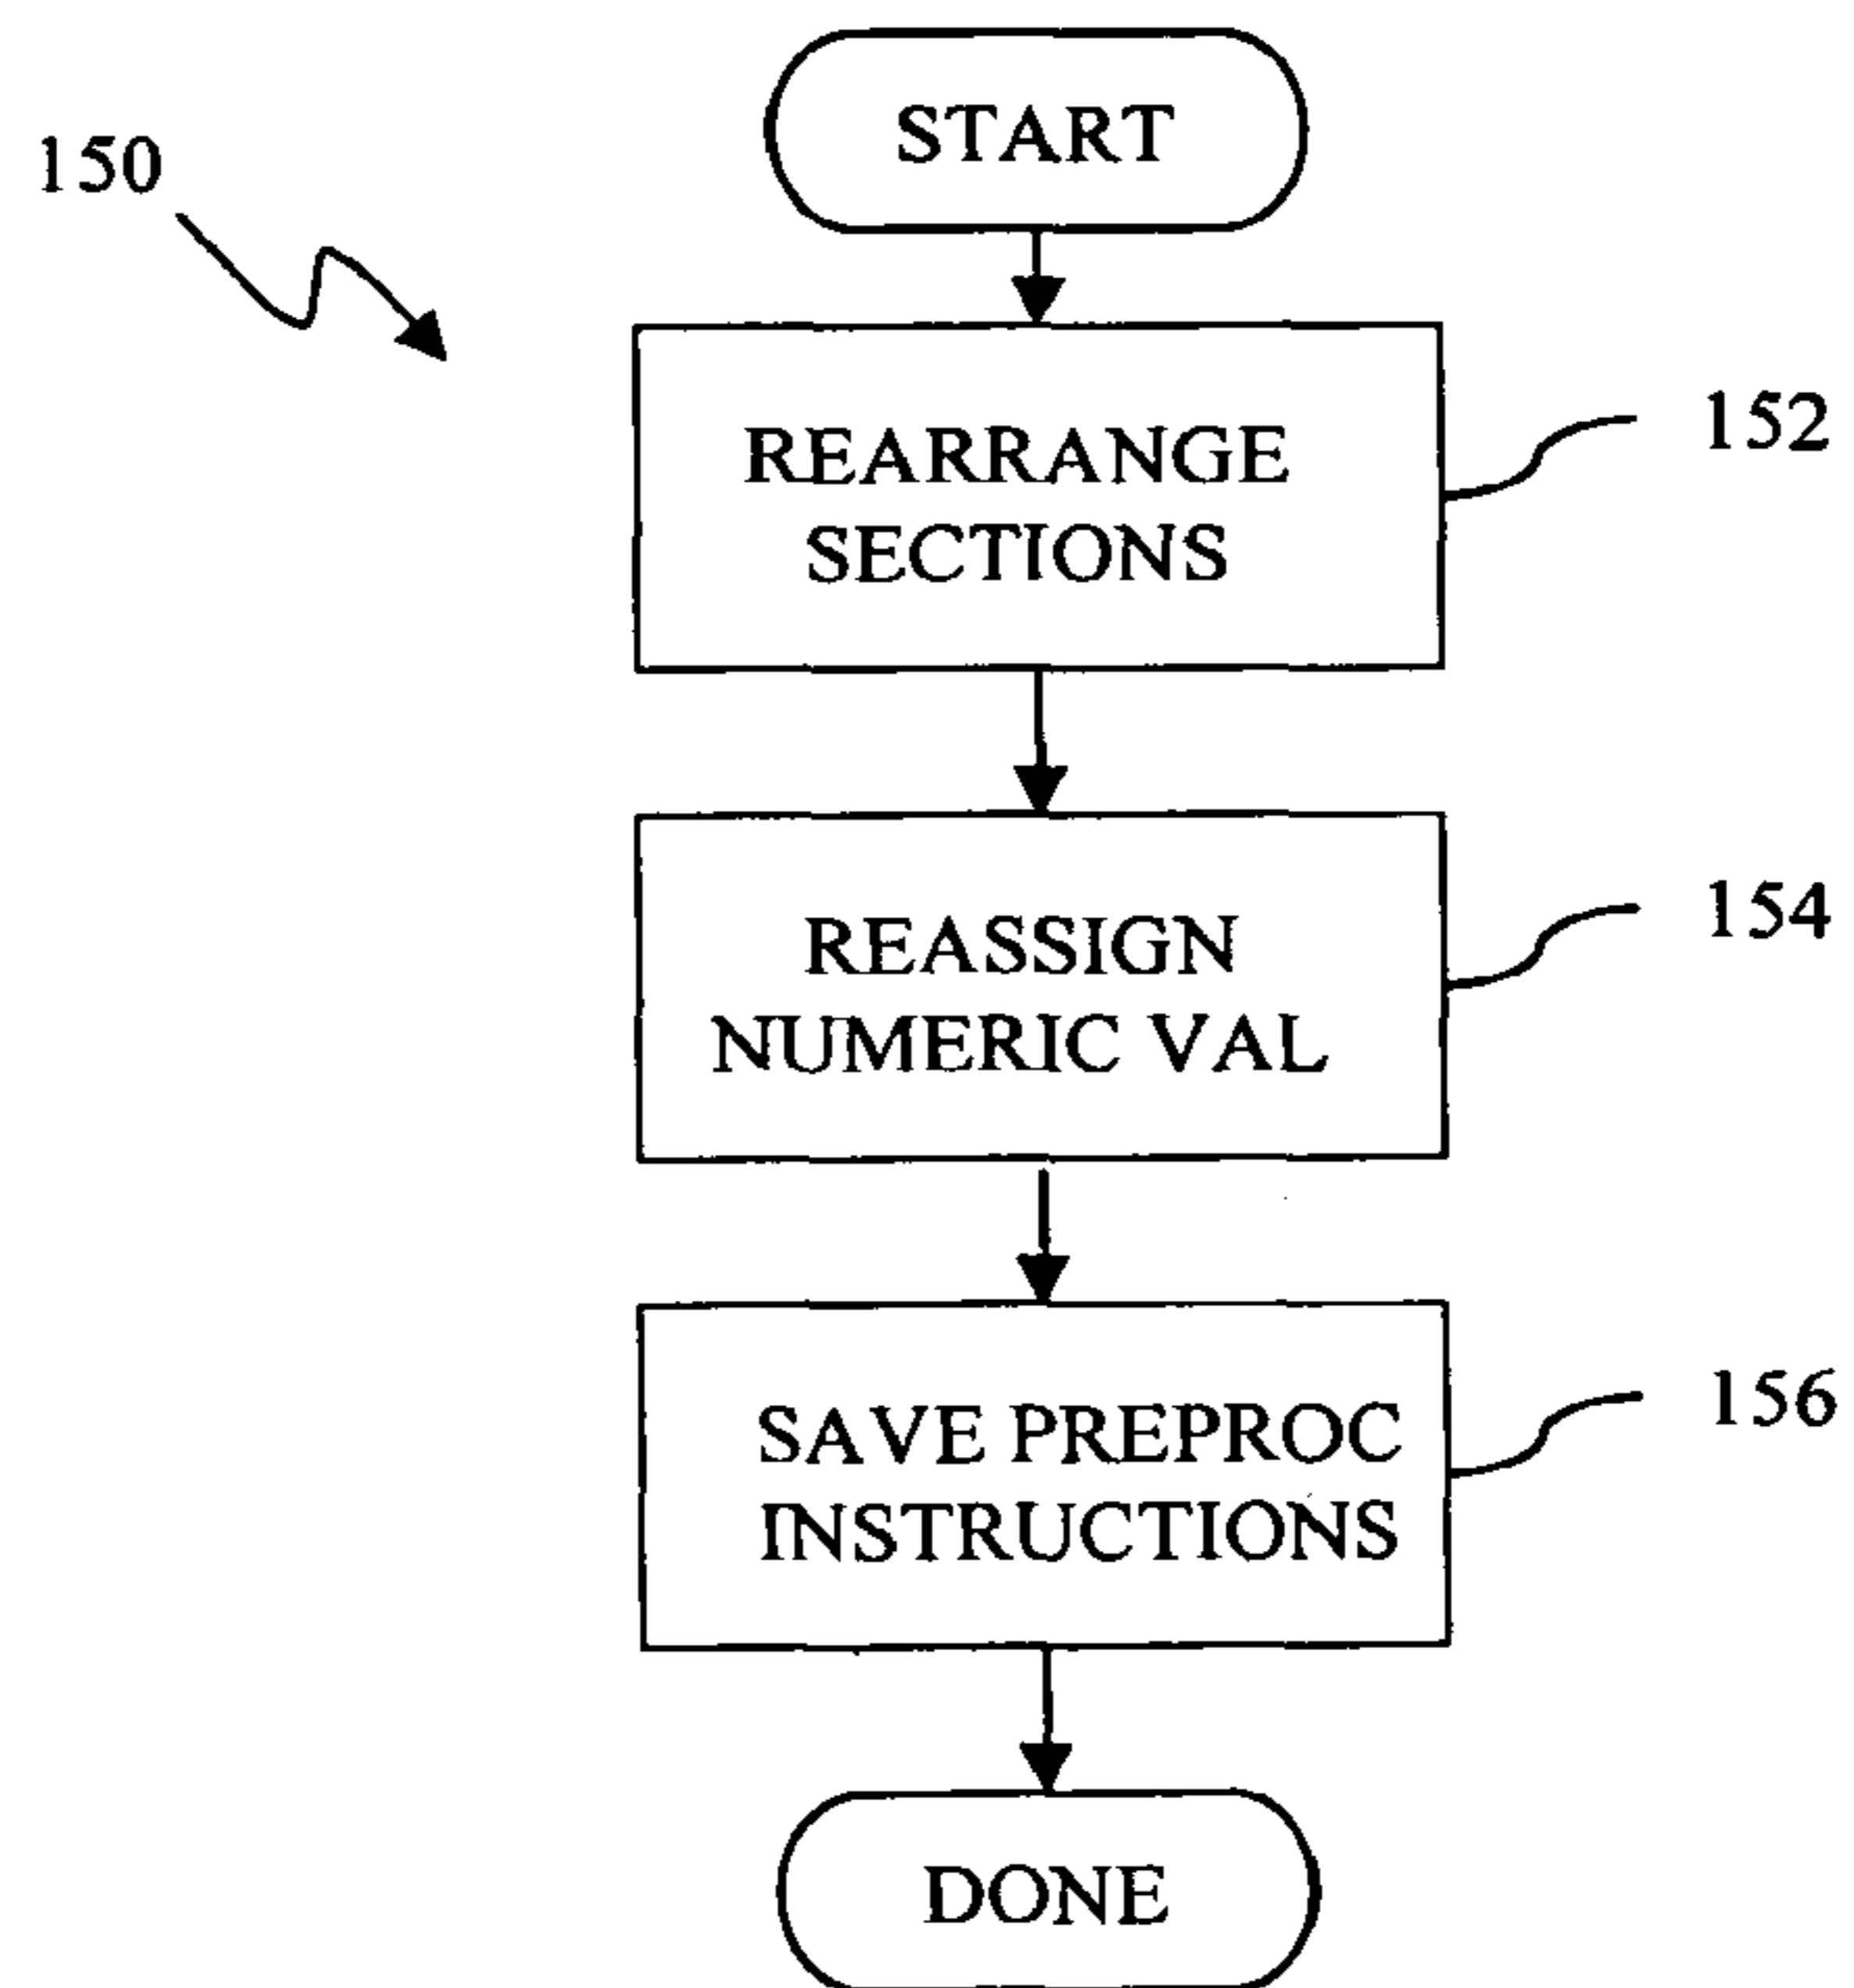 START
150
REARRANGE
SECTIONS
152
REASSIGN
NUMERIC VAL
154
SAVE PREPROC
INSTRUCTIONS
156
DONE